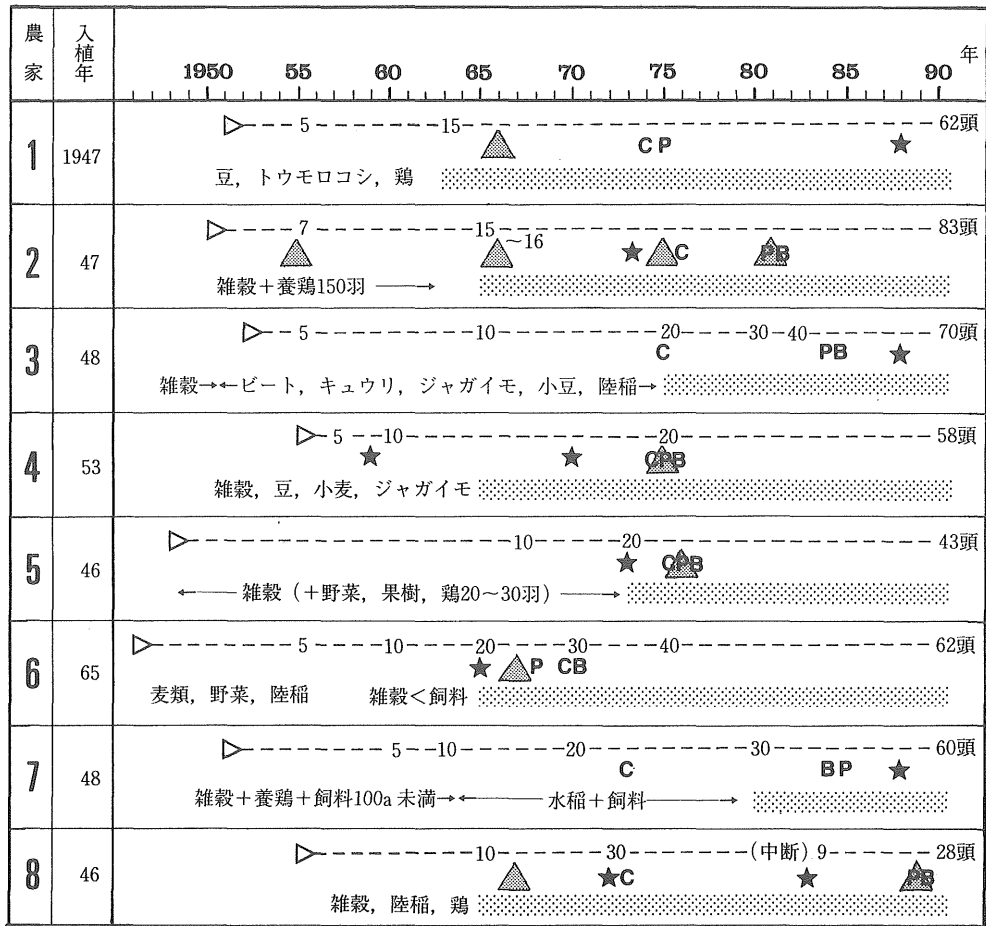 農家 入植年 年
1950 55 60 65 '70 75 80 85 90
1 1947
5 15 62頭
C P
豆，トウモロコシ，鶏
2 47
7 15 83頭
～16
C PB
雑穀＋養鶏150羽
3 48
5 10 20 30 40 70頭
C PB
雑穀→←ビート，キュウリ，ジャガイモ，小豆，陸稲→
4 53
5 10 20 58頭
CPB
雑穀，豆，小麦，ジャガイモ
5 46
10 20 43頭
CPB
← 雑穀（＋野菜，果樹，鶏20～30羽） →
6 65
5 10 20 30 40 62頭
P CB
麦類，野菜，陸稲 雑穀＜飼料
7 48
5 10 20 30 60頭
C B P
雑穀＋養鶏＋飼料100a未満→← 水稲＋飼料 →
8 46
10 30 (中断) 9 28頭
C PB
雑穀，陸稲，鶏